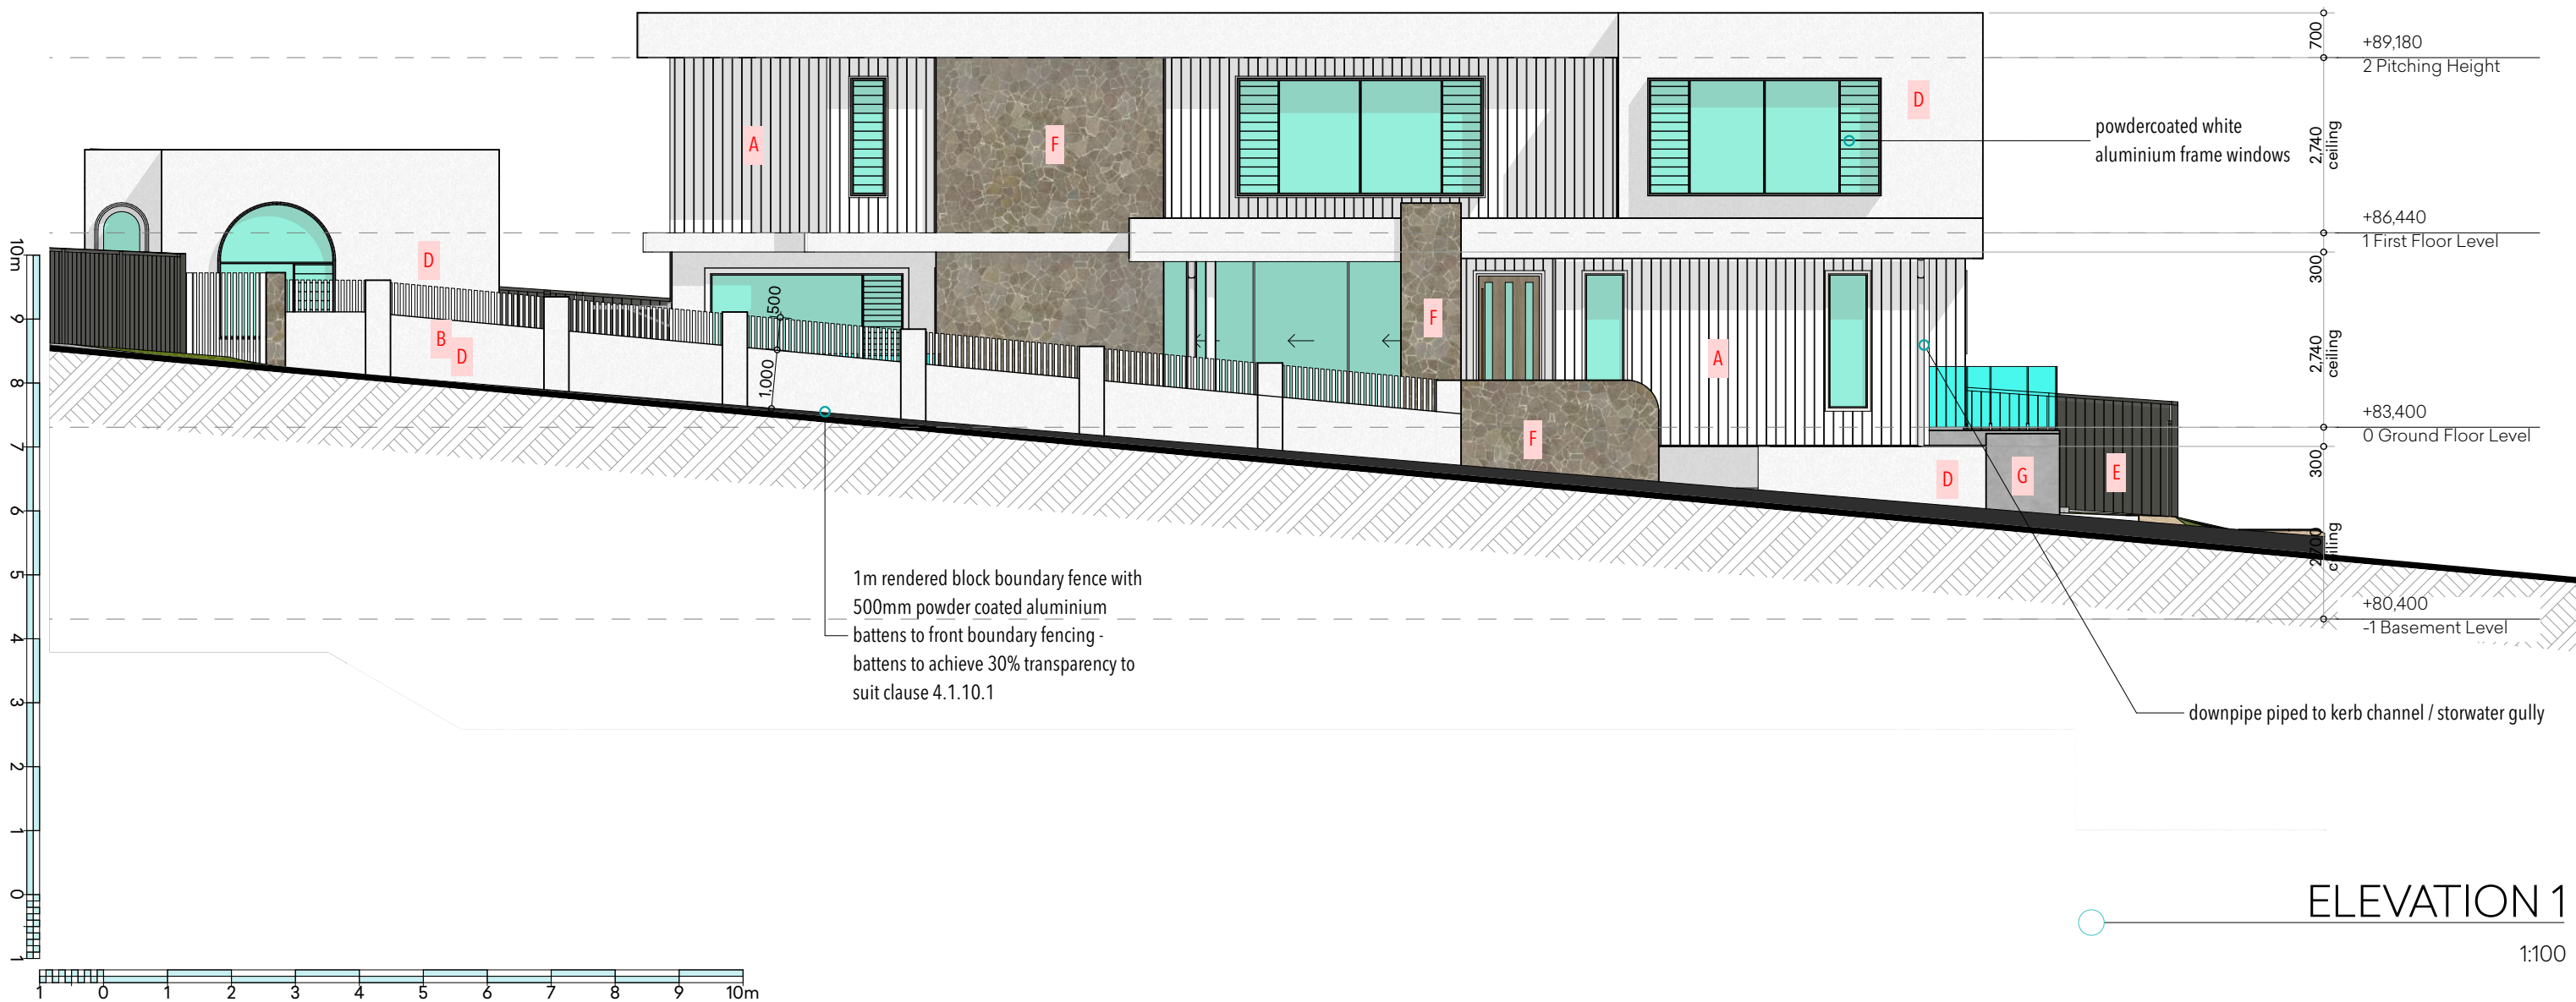 700
+89,180
2 Pitching Height
D
powdercoated white
aluminium frame windows
2,740
ceiling
A
F
+86,440
1 First Floor Level
D
10m
300
500
F
9
B
D
1,000
A
2,740
ceiling
8
+83,400
0 Ground Floor Level
F
7
300
D
G
E
6
2,700
ceiling
5
1m rendered block boundary fence with
500mm powder coated aluminium
battens to front boundary fencing -
battens to achieve 30% transparency to
suit clause 4.1.10.1
+80,400
-1 Basement Level
4
3
downpipe piped to kerb channel / storwater gully
2
1
0
ELEVATION 1
1:100
1
1 0 1 2 3 4 5 6 7 8 9 10m